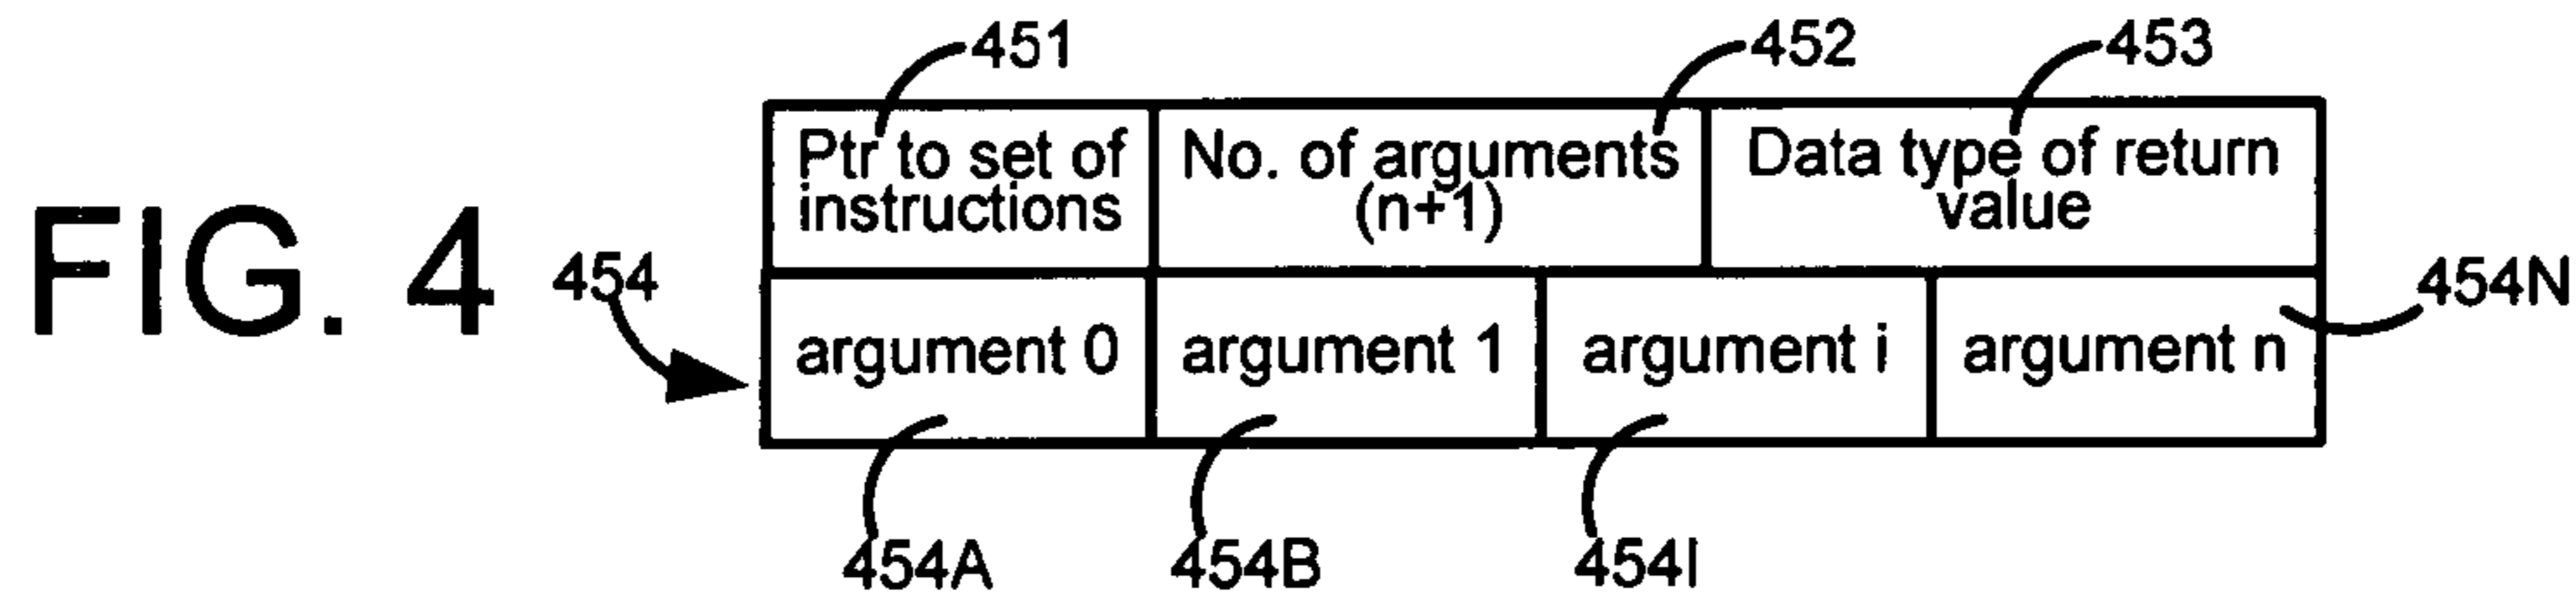 451 452 453
Ptr to set of instructions
No. of arguments (n+1)
Data type of return value
FIG. 4
454
454N
argument 0 argument 1 argument i argument n
454A 454B 454I